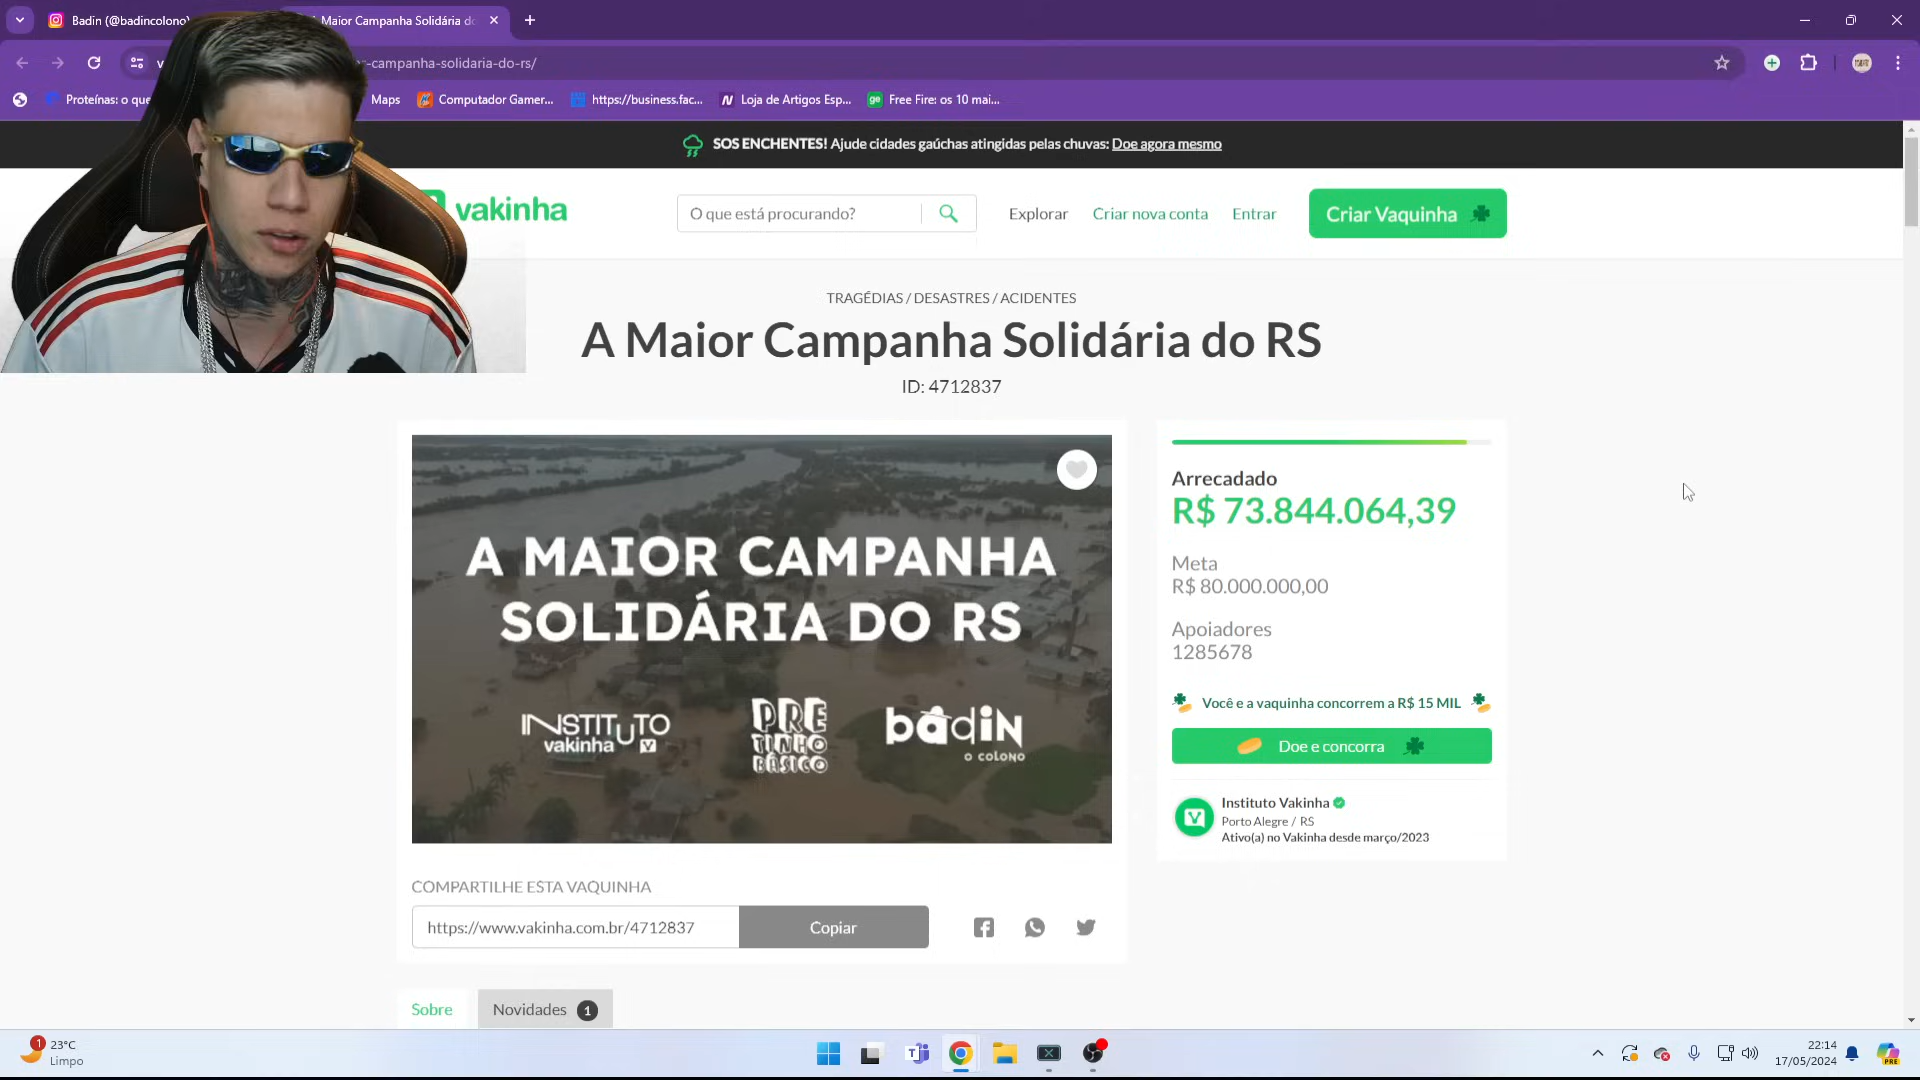 Badin (@badincolono)
Maior Campanha Solidária do
-campanha-solidaria-do-rs/
Proteínas: o que
Maps
Computador Gamer...
https://business.fac...
Loja de Artigos Esp...
Free Fire: os 10 mai...
SOS ENCHENTES! Ajude cidades gaúchas atingidas pelas chuvas: Doe agora mesmo
vakinha
O que está procurando?
Explorar
Criar nova conta
Entrar
Criar Vaquinha
TRAGÉDIAS / DESASTRES / ACIDENTES
A Maior Campanha Solidária do RS
ID: 4712837
A MAIOR CAMPANHA
SOLIDÁRIA DO RS
INSTITUTO
vakinha
PRE
TINHO
BÁSICO
badin
O COLONO
Arrecadado
R$ 73.844.064,39
Meta
R$ 80.000.000,00
Apoiadores
1285678
Você e a vaquinha concorrem a R$ 15 MIL
Doe e concorra
Instituto Vakinha
Porto Alegre / RS
Ativo(a) no Vakinha desde março/2023
COMPARTILHE ESTA VAQUINHA
https://www.vakinha.com.br/4712837
Copiar
Sobre
Novidades 1
1
23°C
Limpo
22:14
17/05/2024
PRE